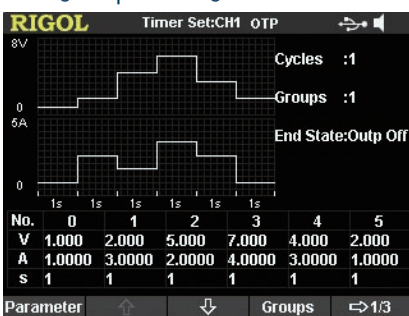 RIGOL Timer Set:CH1 OTP
8V
Cycles :1
0
Groups :1
5A
End State:Outp Off
0
1s 1s 1s 1s 1s
No. 0 1 2 3 4 5
V 1.000 2.000 5.000 7.000 4.000 2.000
A 1.0000 3.0000 2.0000 4.0000 3.0000 1.0000
s 1 1 1 1 1 1
Parameter Groups 1/3